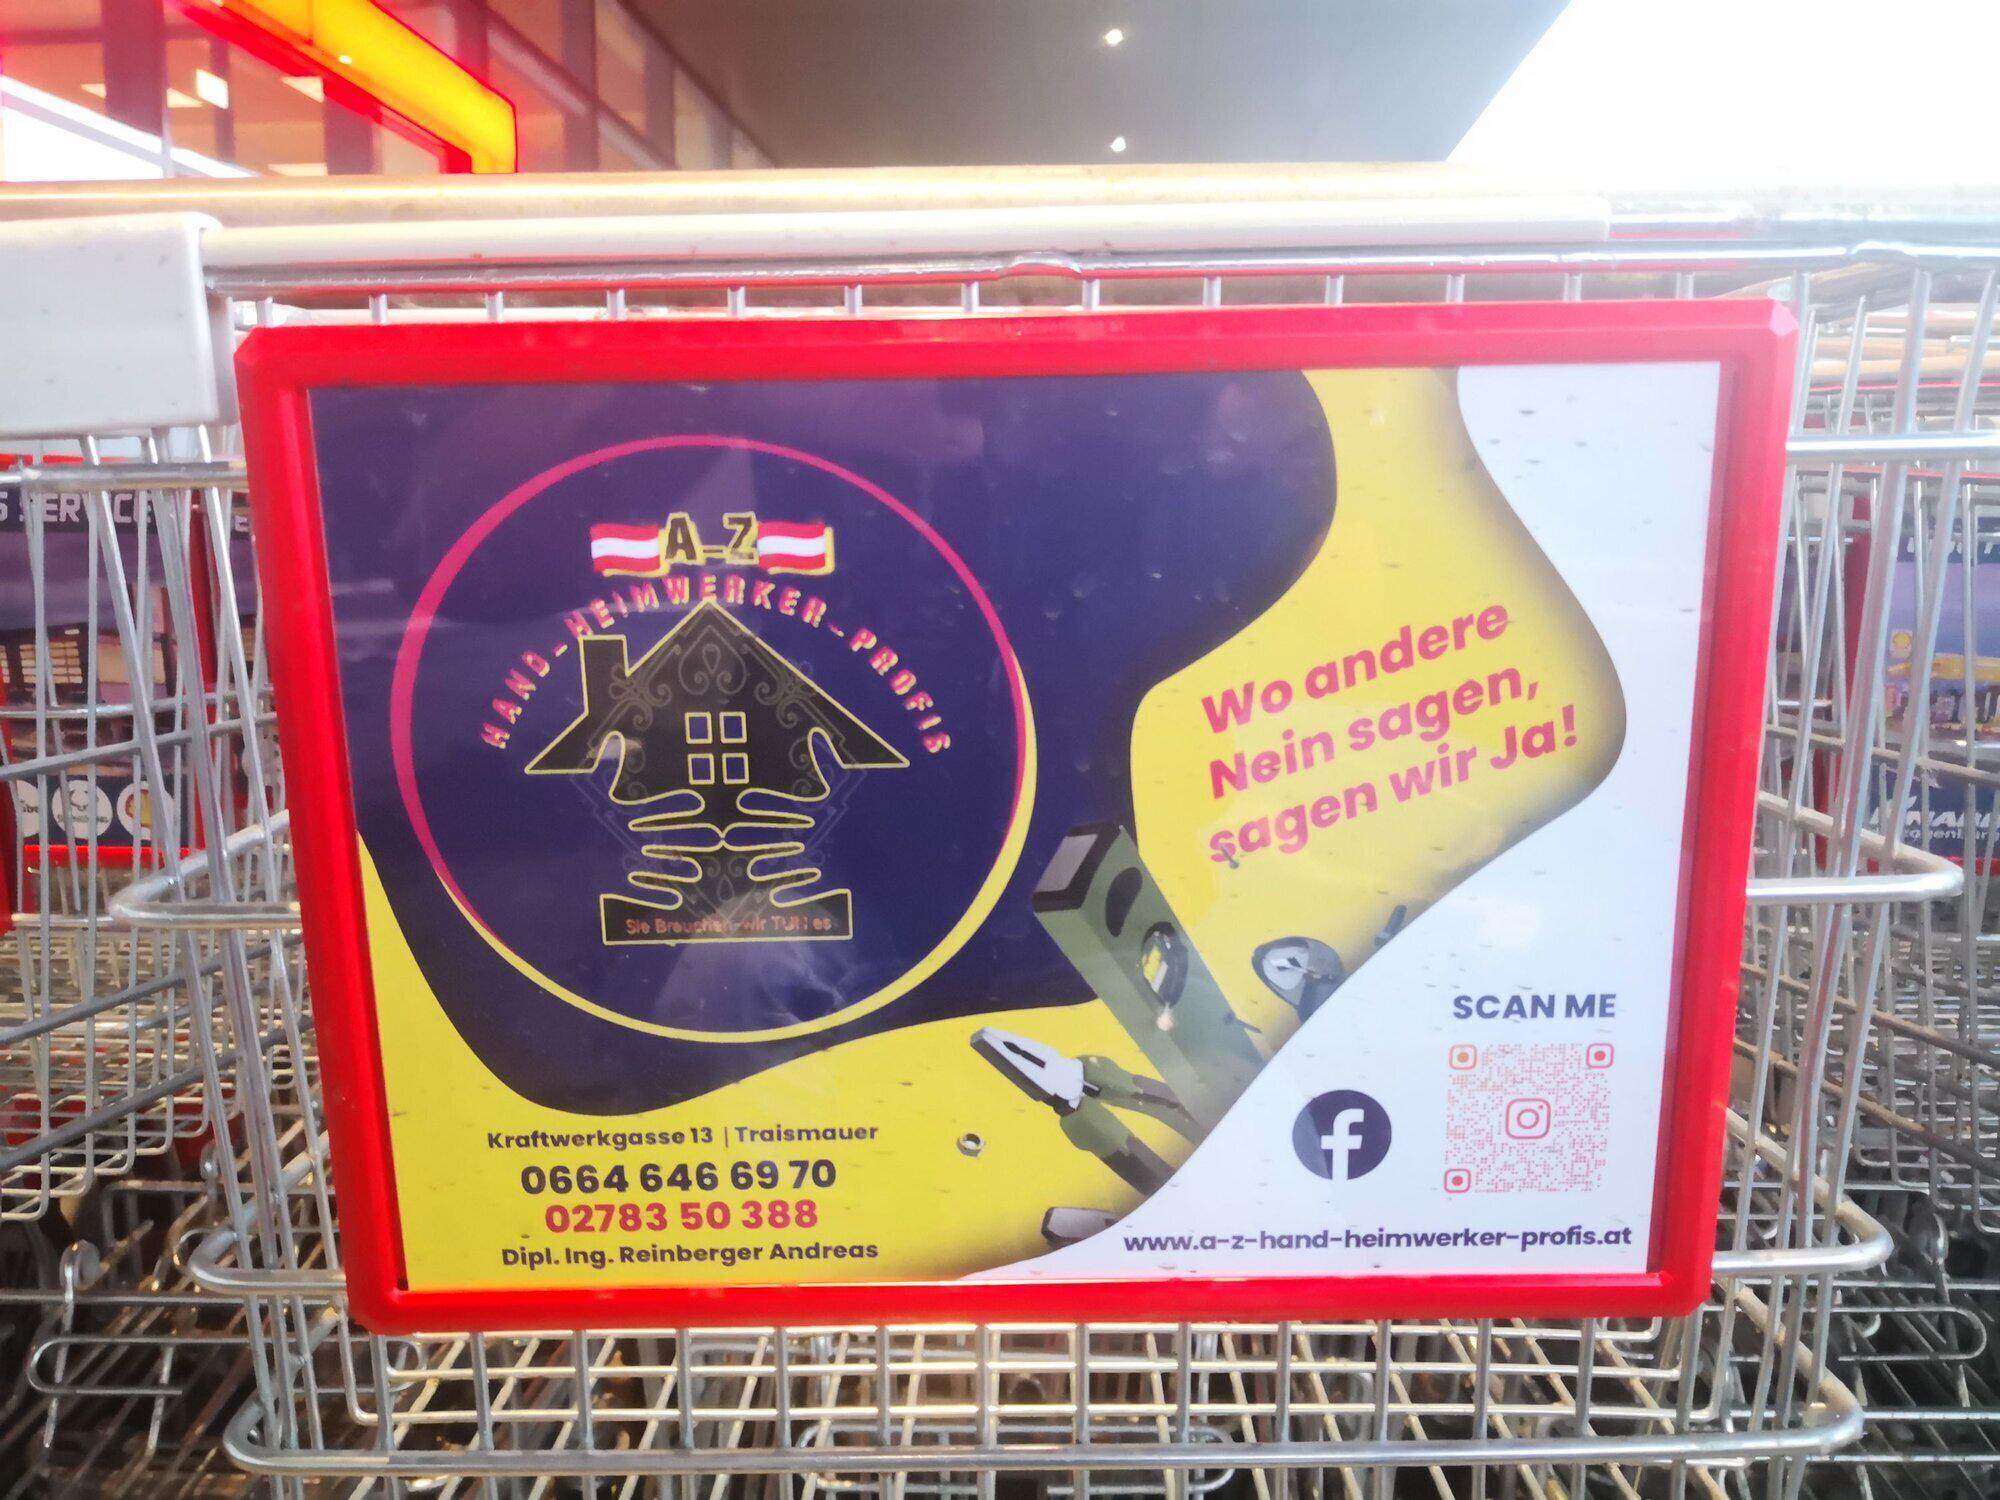 A-Z
HAND-HEIMWERKER-PROFIS
Sie Brauchen-wir TUN es
Wo andere
Nein sagen,
sagen wir Ja!
SCAN ME
Kraftwerkgasse 13 | Traismauer
0664 646 69 70
02783 50 388
Dipl. Ing. Reinberger Andreas
www.a-z-hand-heimwerker-profis.at